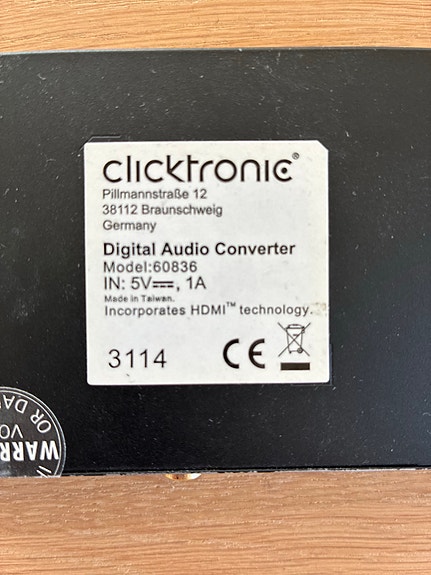 clicktronic®
Pillmannstraße 12
38112 Braunschweig
Germany
Digital Audio Converter
Model:60836
IN: 5V⎓, 1A
Made in Taiwan.
Incorporates HDMI™ technology.
3114 CE
WARR
OR DA
VO